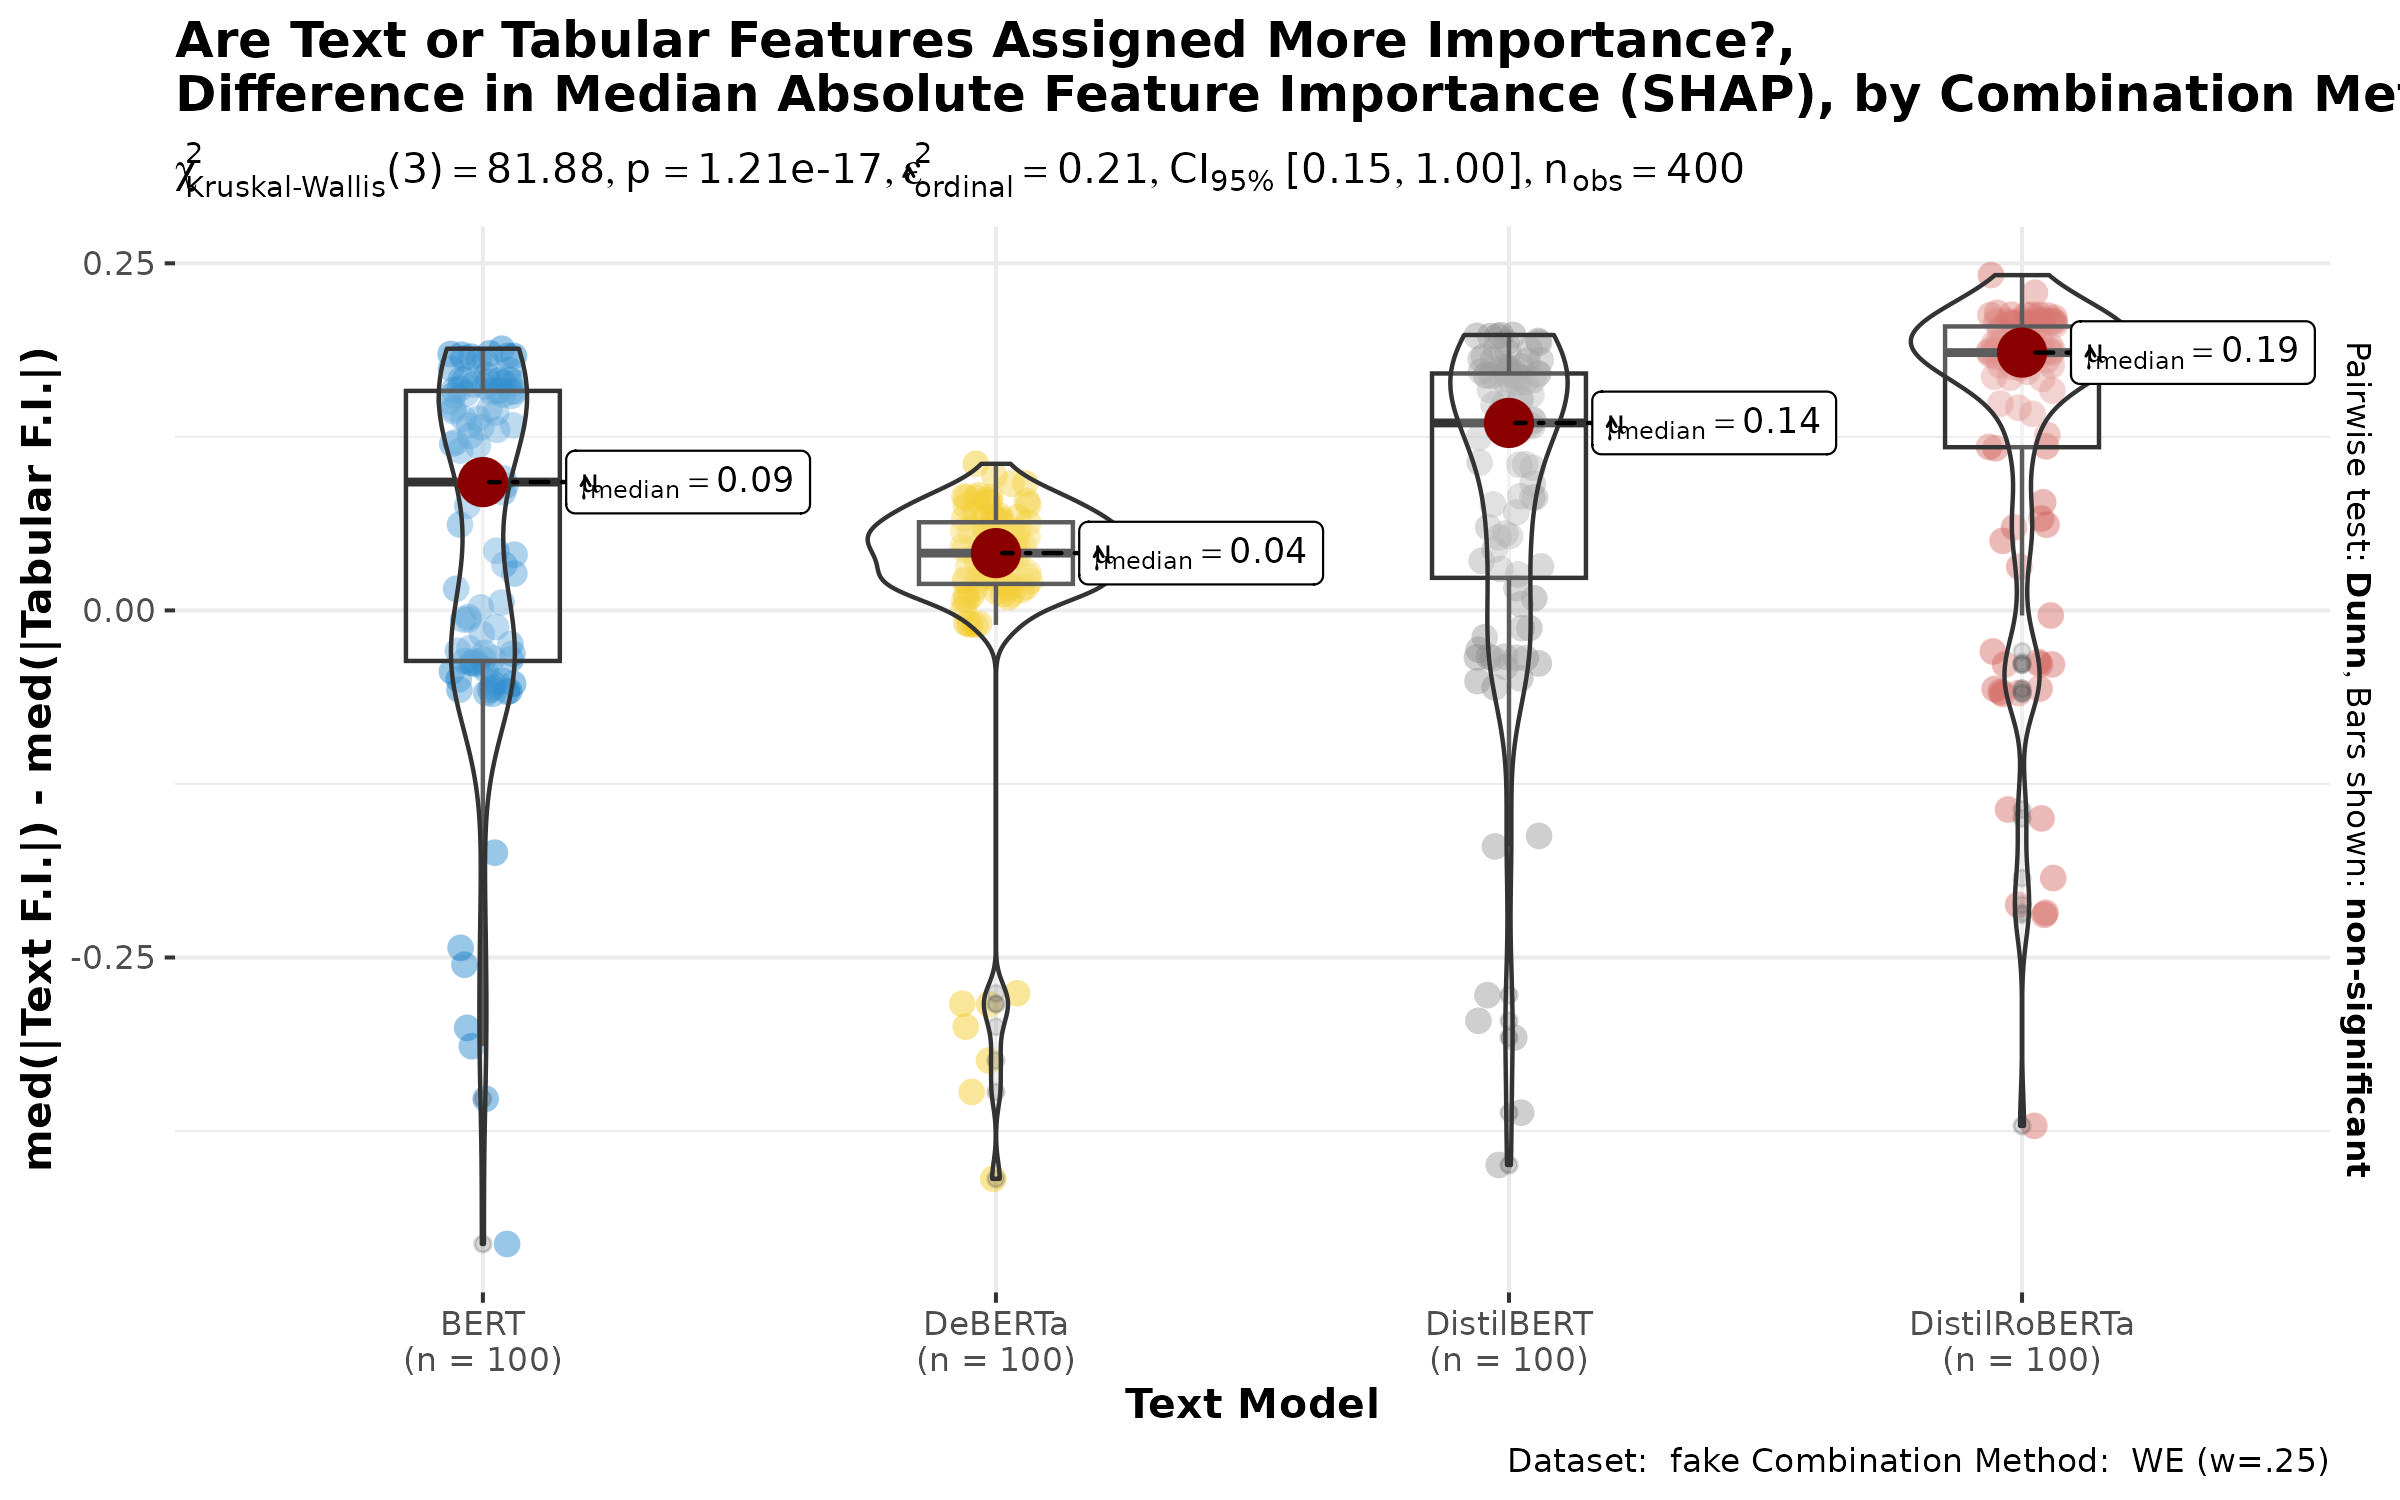 Are Text or Tabular Features Assigned More Importance?,
Difference in Median Absolute Feature Importance (SHAP), by Combination Met
χ²Kruskal-Wallis(3) = 81.88, p = 1.21e-17, ε̂²ordinal = 0.21, CI95% [0.15, 1.00], nobs = 400
med(|Text F.I.|) - med(|Tabular F.I.|)
0.25
0.00
-0.25
μ̂median = 0.09
μ̂median = 0.04
μ̂median = 0.14
μ̂median = 0.19
Pairwise test: Dunn, Bars shown: non-significant
BERT
(n = 100)
DeBERTa
(n = 100)
DistilBERT
(n = 100)
DistilRoBERTa
(n = 100)
Text Model
Dataset:  fake Combination Method:  WE (w=.25)